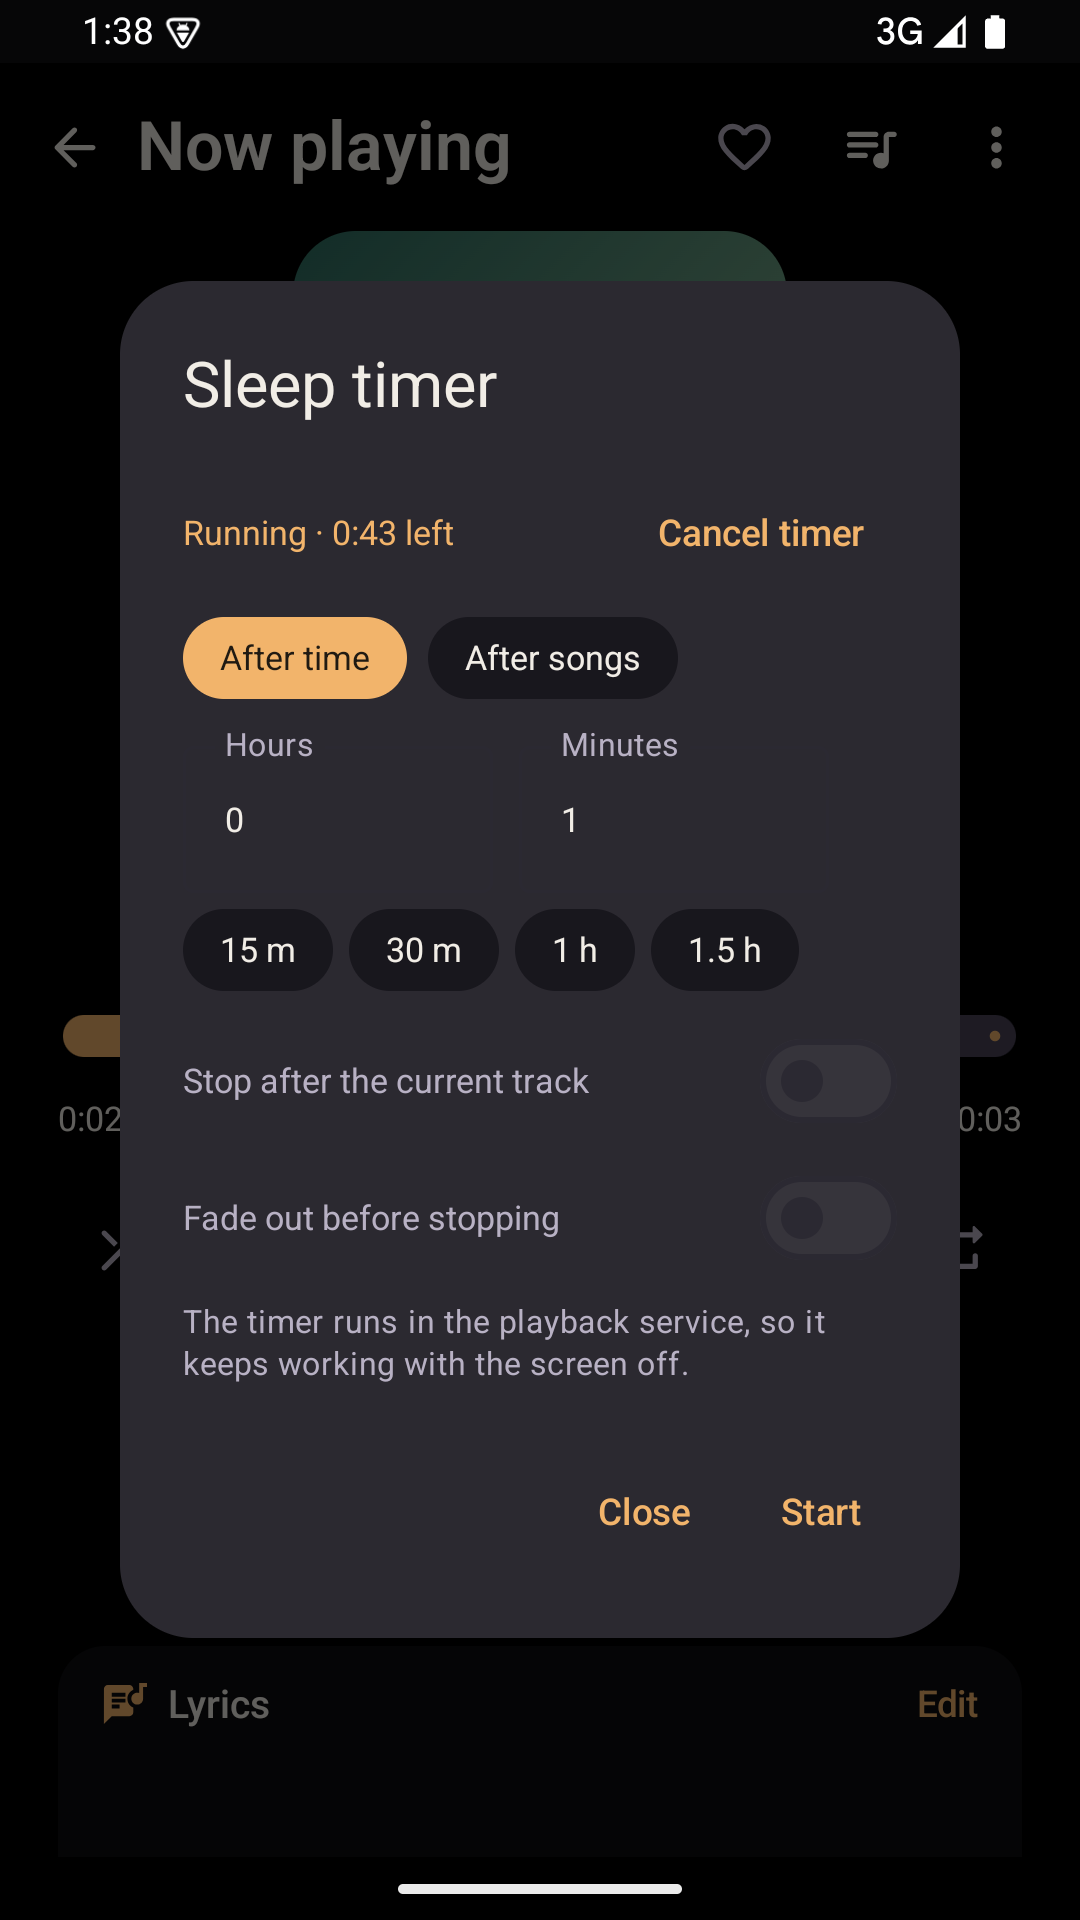 1:38 3G
Now playing
Sleep timer
Running · 0:43 left Cancel timer
After time After songs
Hours Minutes
0 1
15 m 30 m 1 h 1.5 h
Stop after the current track
0:02 0:03
Fade out before stopping
The timer runs in the playback service, so it
keeps working with the screen off.
Close Start
Lyrics Edit